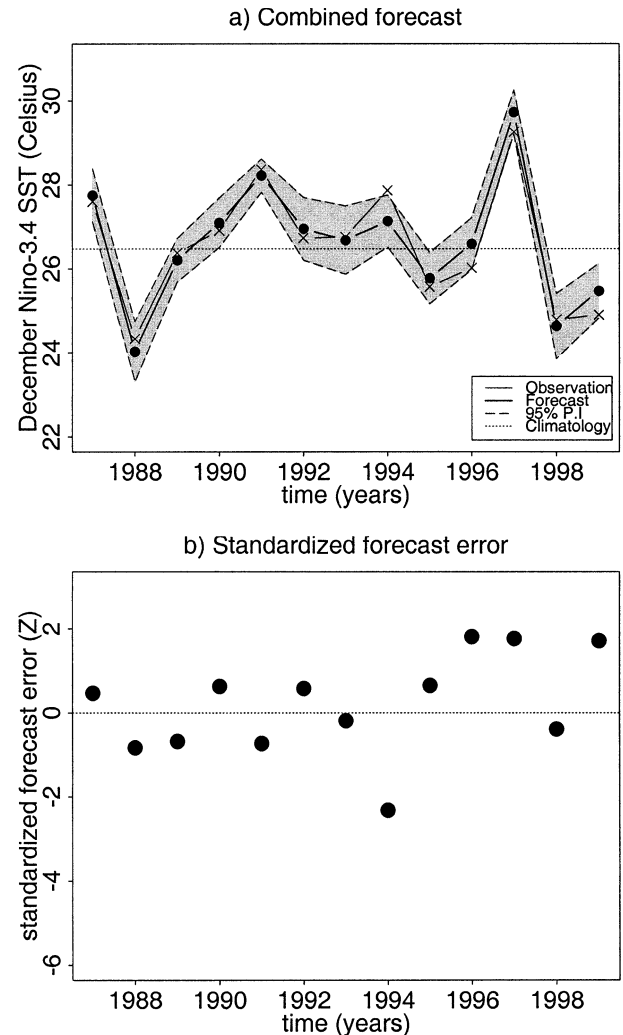 a) Combined forecast
December Nino-3.4 SST (Celsius)
30
28
26
24
22
Observation
Forecast
95% P.I
Climatology
1988 1990 1992 1994 1996 1998
time (years)
b) Standardized forecast error
standardized forecast error (Z)
2
0
-2
-4
-6
1988 1990 1992 1994 1996 1998
time (years)